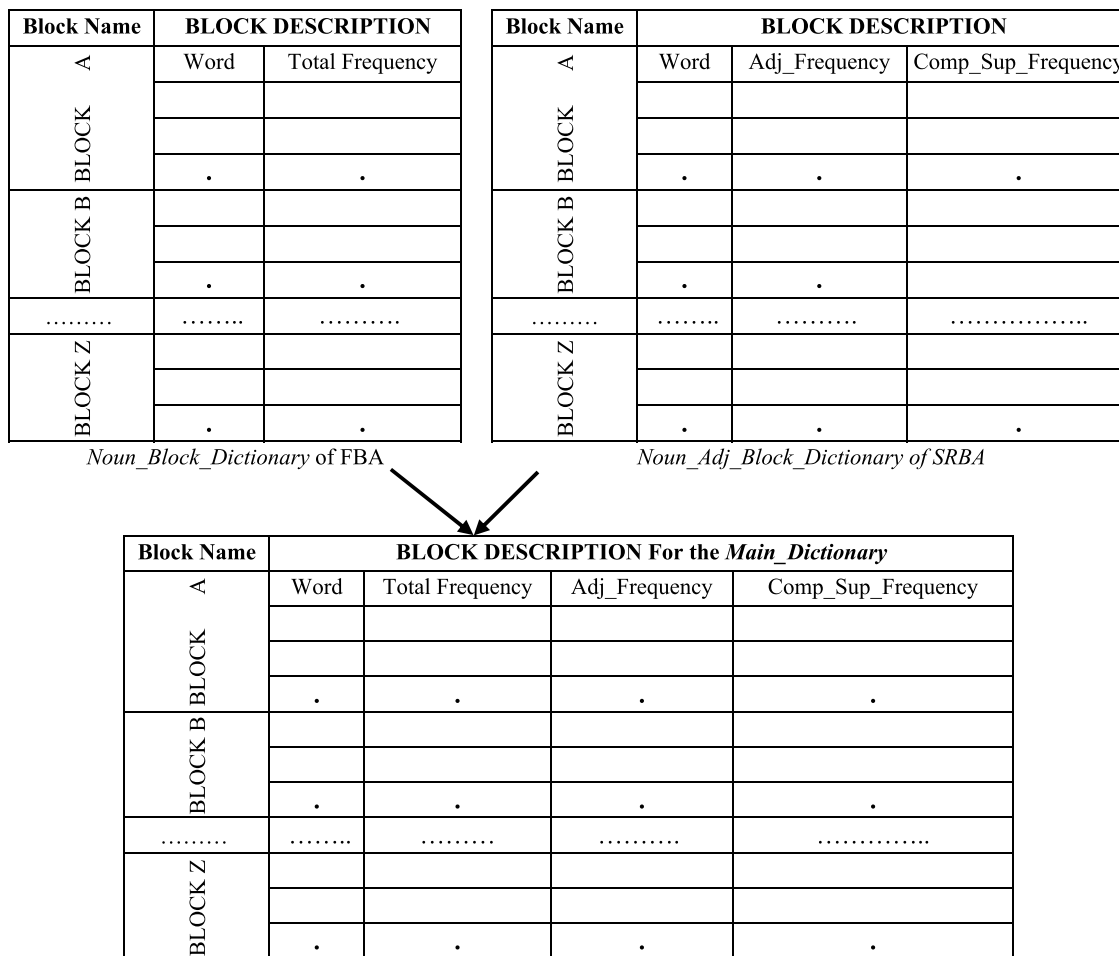 Block Name BLOCK DESCRIPTION
BLOCK A Word Total Frequency
. .
BLOCK B
. .
……… …….. ……….
BLOCK Z
. .
Noun_Block_Dictionary of FBA
Block Name BLOCK DESCRIPTION
BLOCK A Word Adj_Frequency Comp_Sup_Frequency
. . .
BLOCK B
. .
……… …….. ………. ……………..
BLOCK Z
. . .
Noun_Adj_Block_Dictionary of SRBA
Block Name BLOCK DESCRIPTION For the Main_Dictionary
BLOCK A Word Total Frequency Adj_Frequency Comp_Sup_Frequency
. . . .
BLOCK B
. . . .
……… …….. ……… ………. …………..
BLOCK Z
. . . .